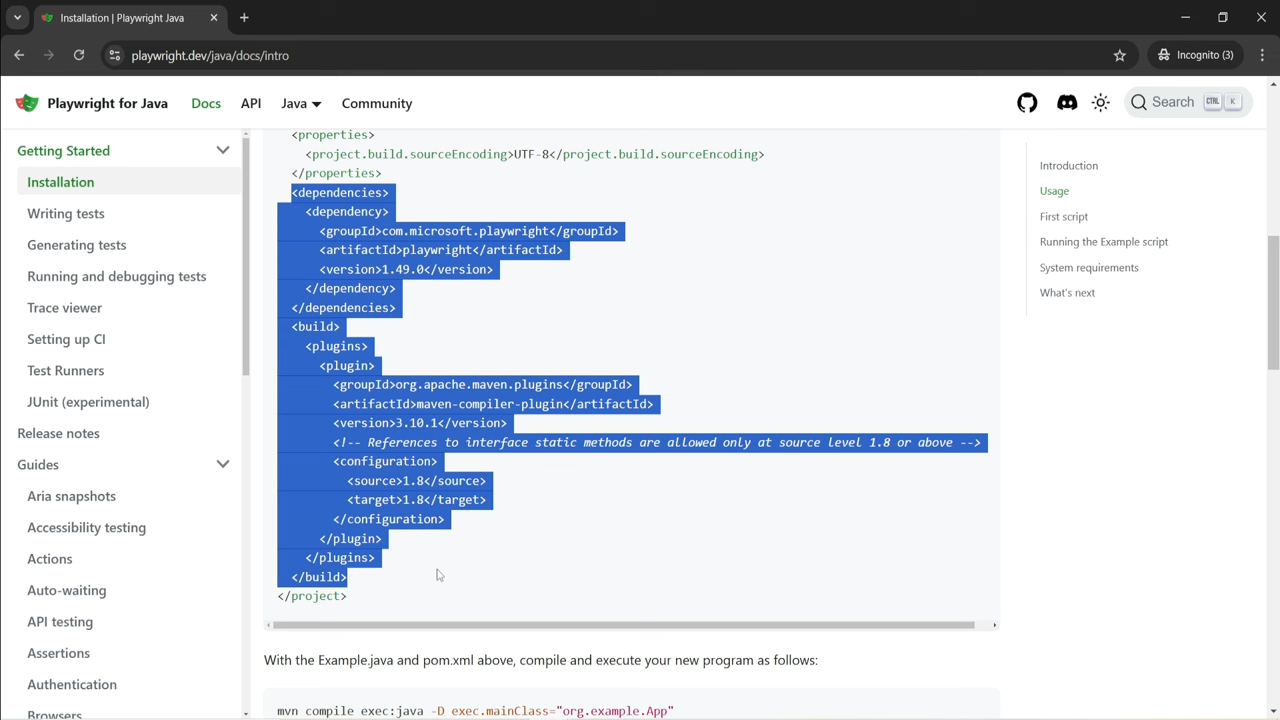 Installation | Playwright Java
playwright.dev/java/docs/intro
Incognito (3)
Playwright for Java
Docs
API
Java
Community
Search
CTRL
K
Getting Started
Installation
Writing tests
Generating tests
Running and debugging tests
Trace viewer
Setting up CI
Test Runners
JUnit (experimental)
Release notes
Guides
Aria snapshots
Accessibility testing
Actions
Auto-waiting
API testing
Assertions
Authentication
Browsers
<properties>
<project.build.sourceEncoding>UTF-8</project.build.sourceEncoding>
</properties>
<dependencies>
<dependency>
<groupId>com.microsoft.playwright</groupId>
<artifactId>playwright</artifactId>
<version>1.49.0</version>
</dependency>
</dependencies>
<build>
<plugins>
<plugin>
<groupId>org.apache.maven.plugins</groupId>
<artifactId>maven-compiler-plugin</artifactId>
<version>3.10.1</version>
<!-- References to interface static methods are allowed only at source level 1.8 or above -->
<configuration>
<source>1.8</source>
<target>1.8</target>
</configuration>
</plugin>
</plugins>
</build>
</project>
With the Example.java and pom.xml above, compile and execute your new program as follows:
mvn compile exec:java -D exec.mainClass="org.example.App"
Introduction
Usage
First script
Running the Example script
System requirements
What's next